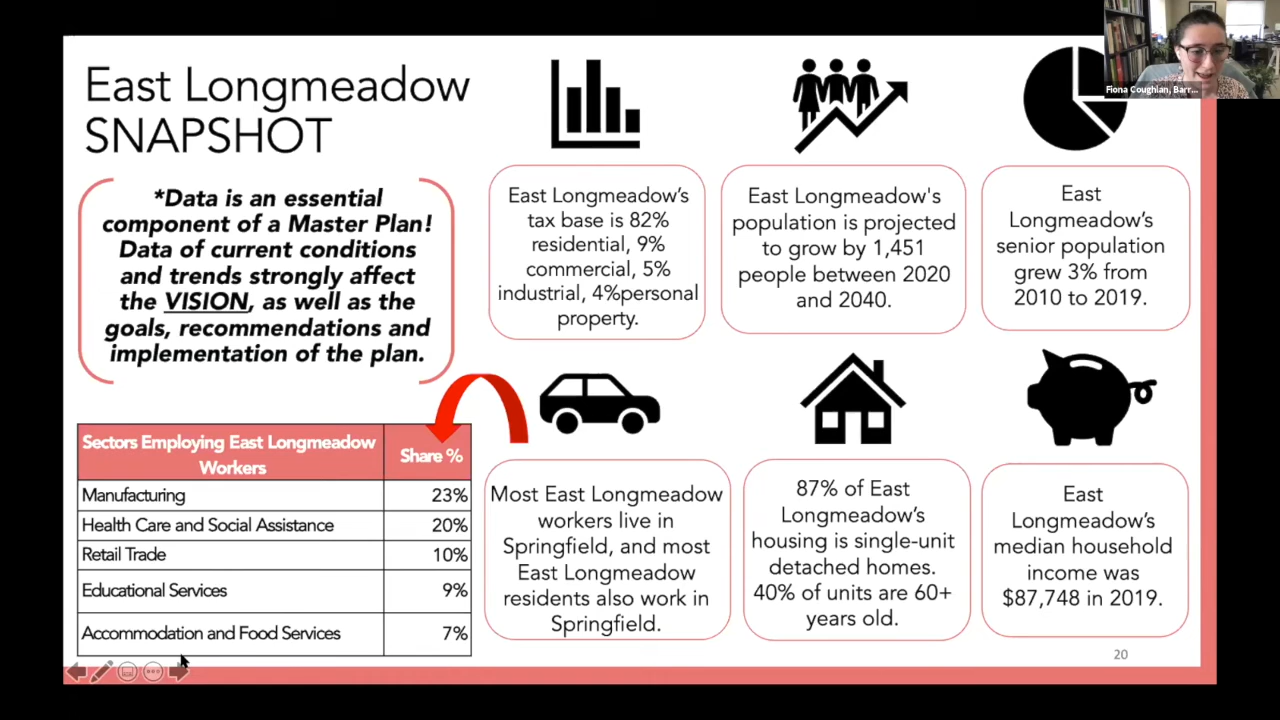 East Longmeadow
SNAPSHOT
*Data is an essential
component of a Master Plan!
Data of current conditions
and trends strongly affect
the VISION, as well as the
goals, recommendations and
implementation of the plan.
East Longmeadow's
tax base is 82%
residential, 9%
commercial, 5%
industrial, 4%personal
property.
East Longmeadow's
population is projected
to grow by 1,451
people between 2020
and 2040.
East
Longmeadow's
senior population
grew 3% from
2010 to 2019.
Sectors Employing East Longmeadow
Workers
Share %
Manufacturing 23%
Health Care and Social Assistance 20%
Retail Trade 10%
Educational Services 9%
Accommodation and Food Services 7%
Most East Longmeadow
workers live in
Springfield, and most
East Longmeadow
residents also work in
Springfield.
87% of East
Longmeadow's
housing is single-unit
detached homes.
40% of units are 60+
years old.
East
Longmeadow's
median household
income was
$87,748 in 2019.
20
Fiona Coughlan, Barr...